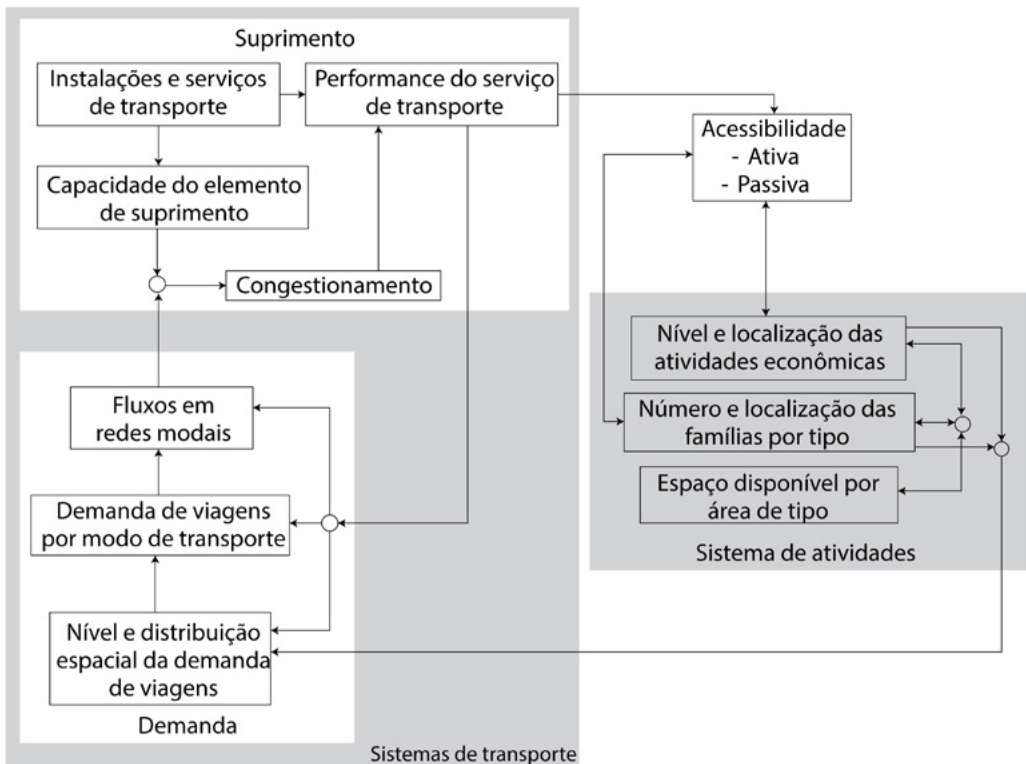 Suprimento
Instalações e serviços
de transporte
Performance do serviço
de transporte
Acessibilidade
- Ativa
- Passiva
Capacidade do elemento
de suprimento
Congestionamento
Nível e localização das
atividades econômicas
Fluxos em
redes modais
Número e localização das
famílias por tipo
Espaço disponível por
área de tipo
Sistema de atividades
Demanda de viagens
por modo de transporte
Nível e distribuição
espacial da demanda
de viagens
Demanda
Sistemas de transporte